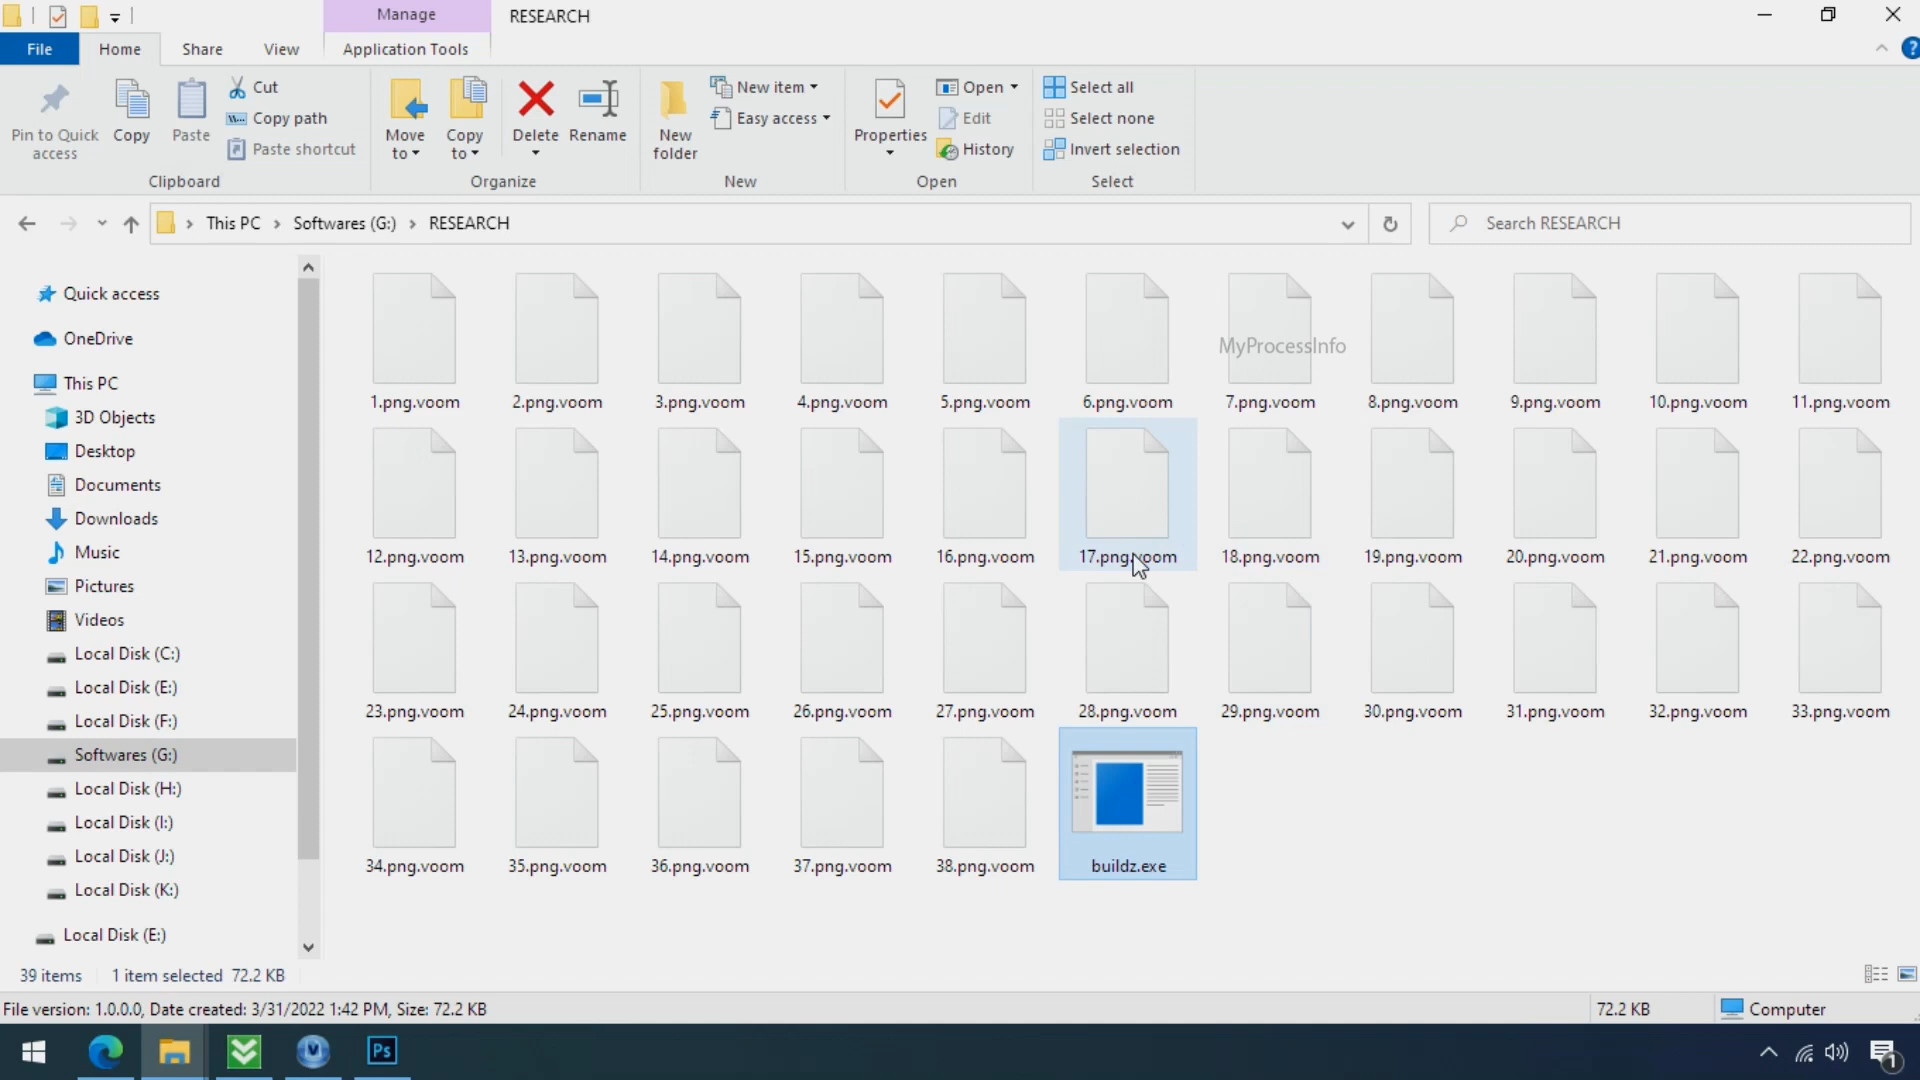 Manage
RESEARCH
File
Home
Share
View
Application Tools
Pin to Quick access
Copy
Paste
Cut
Copy path
Paste shortcut
Clipboard
Move to
Copy to
Delete
Rename
Organize
New folder
New item
Easy access
New
Properties
Open
Edit
History
Open
Select all
Select none
Invert selection
Select
This PC
Softwares (G:)
RESEARCH
Search RESEARCH
Quick access
OneDrive
This PC
3D Objects
Desktop
Documents
Downloads
Music
Pictures
Videos
Local Disk (C:)
Local Disk (E:)
Local Disk (F:)
Softwares (G:)
Local Disk (H:)
Local Disk (I:)
Local Disk (J:)
Local Disk (K:)
Local Disk (E:)
MyProcessInfo
1.png.voom 2.png.voom 3.png.voom 4.png.voom 5.png.voom 6.png.voom 7.png.voom 8.png.voom 9.png.voom 10.png.voom 11.png.voom
12.png.voom 13.png.voom 14.png.voom 15.png.voom 16.png.voom 17.png.voom 18.png.voom 19.png.voom 20.png.voom 21.png.voom 22.png.voom
23.png.voom 24.png.voom 25.png.voom 26.png.voom 27.png.voom 28.png.voom 29.png.voom 30.png.voom 31.png.voom 32.png.voom 33.png.voom
34.png.voom 35.png.voom 36.png.voom 37.png.voom 38.png.voom buildz.exe
39 items 1 item selected 72.2 KB
File version: 1.0.0.0, Date created: 3/31/2022 1:42 PM, Size: 72.2 KB
72.2 KB
Computer
Ps
1